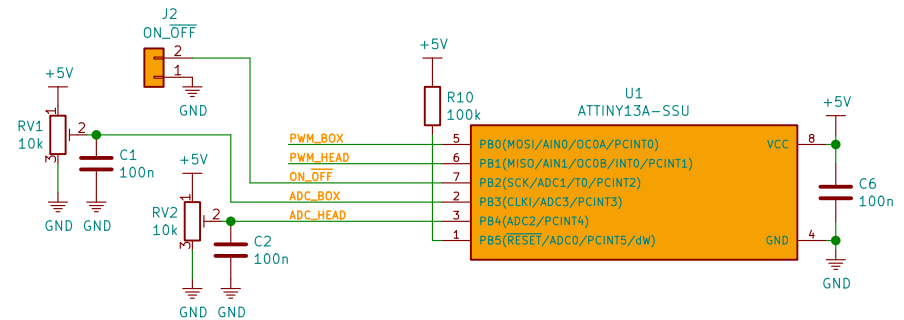 J2
ON_OFF
2
1
GND
+5V
RV1
10k
1
2
3
C1
100n
GND
GND
+5V
RV2
10k
1
2
3
C2
100n
GND
GND
+5V
R10
100k
PWM_BOX
PWM_HEAD
ON_OFF
ADC_BOX
ADC_HEAD
U1
ATTINY13A-SSU
5 PB0(MOSI/AIN0/OC0A/PCINT0)
6 PB1(MISO/AIN1/OC0B/INT0/PCINT1)
7 PB2(SCK/ADC1/T0/PCINT2)
2 PB3(CLKI/ADC3/PCINT3)
3 PB4(ADC2/PCINT4)
1 PB5(RESET/ADC0/PCINT5/dW)
VCC 8
GND 4
+5V
C6
100n
GND